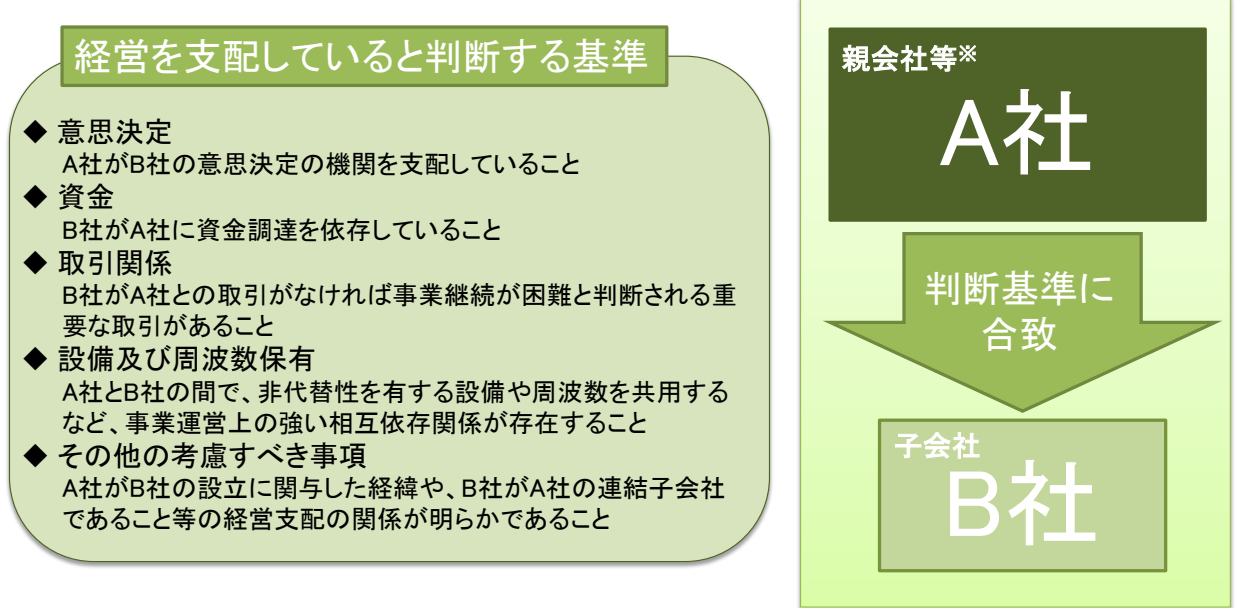 経営を支配していると判断する基準
◆ 意思決定
A社がB社の意思決定の機関を支配していること
◆ 資金
B社がA社に資金調達を依存していること
◆ 取引関係
B社がA社との取引がなければ事業継続が困難と判断される重
要な取引があること
◆ 設備及び周波数保有
A社とB社の間で、非代替性を有する設備や周波数を共用する
など、事業運営上の強い相互依存関係が存在すること
◆ その他の考慮すべき事項
A社がB社の設立に関与した経緯や、B社がA社の連結子会社
であること等の経営支配の関係が明らかであること
親会社等※
A社
判断基準に
合致
子会社
B社